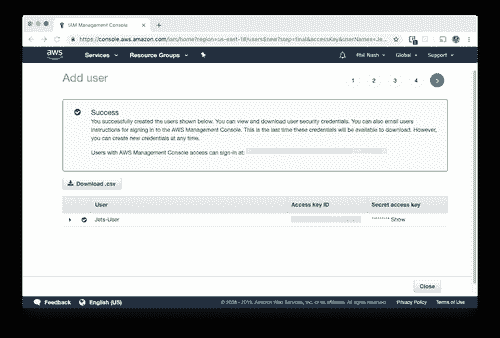 IAM Management Console
https://console.aws.amazon.com/iam/home?region=us-east-1#/users$new?step=final&accessKey&userNames=Je
aws
Services
Resource Groups
Phil Nash
Global
Support
Add user
1 2 3 4 5
Success
You successfully created the users shown below. You can view and download user security credentials. You can also email users
instructions for signing in to the AWS Management Console. This is the last time these credentials will be available to download. However,
you can create new credentials at any time.
Users with AWS Management Console access can sign-in at:
Download .csv
User Access key ID Secret access key
Jets-User ********* Show
Close
Feedback
English (US)
Amazon Web Services, Inc. or its affiliates. All rights reserved.
Privacy Policy
Terms of Use